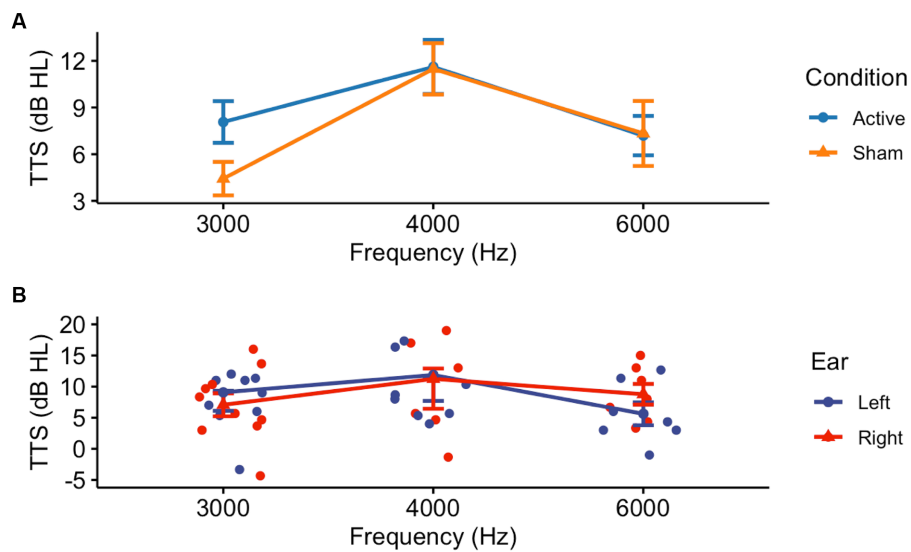 A
TTS (dB HL)
12
9
6
3
3000 4000 6000
Frequency (Hz)
Condition
Active
Sham
B
TTS (dB HL)
20
15
10
5
0
-5
3000 4000 6000
Frequency (Hz)
Ear
Left
Right